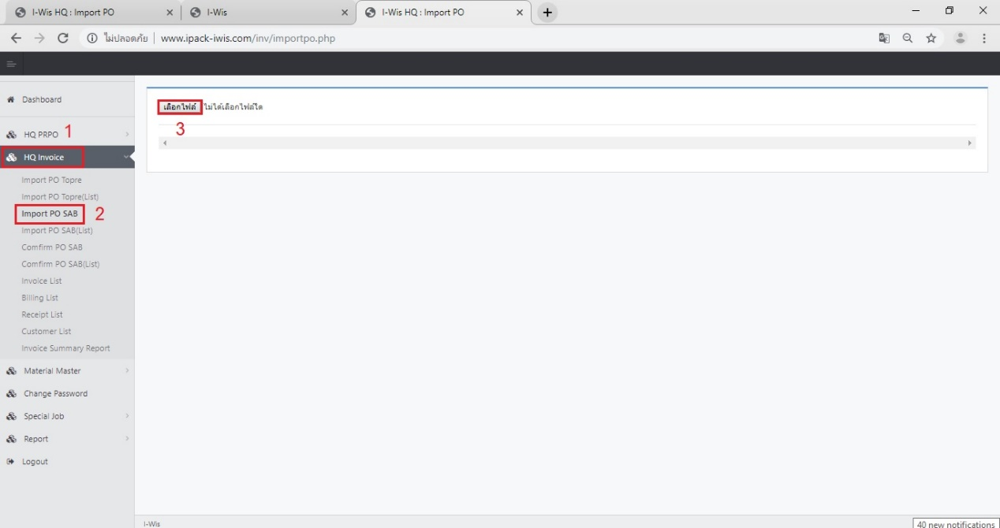 I-Wis HQ : Import PO
I-Wis
I-Wis HQ : Import PO
ไม่ปลอดภัย
www.ipack-iwis.com/inv/importpo.php
Dashboard
HQ PRPO 1
HQ Invoice
Import PO Topre
Import PO Topre(List)
Import PO SAB 2
Import PO SAB(List)
Comfirm PO SAB
Comfirm PO SAB(List)
Invoice List
Billing List
Receipt List
Customer List
Invoice Summary Report
Material Master
Change Password
Special Job
Report
Logout
เลือกไฟล์ ไม่ได้เลือกไฟล์ใด
3
I-Wis
40 new notifications